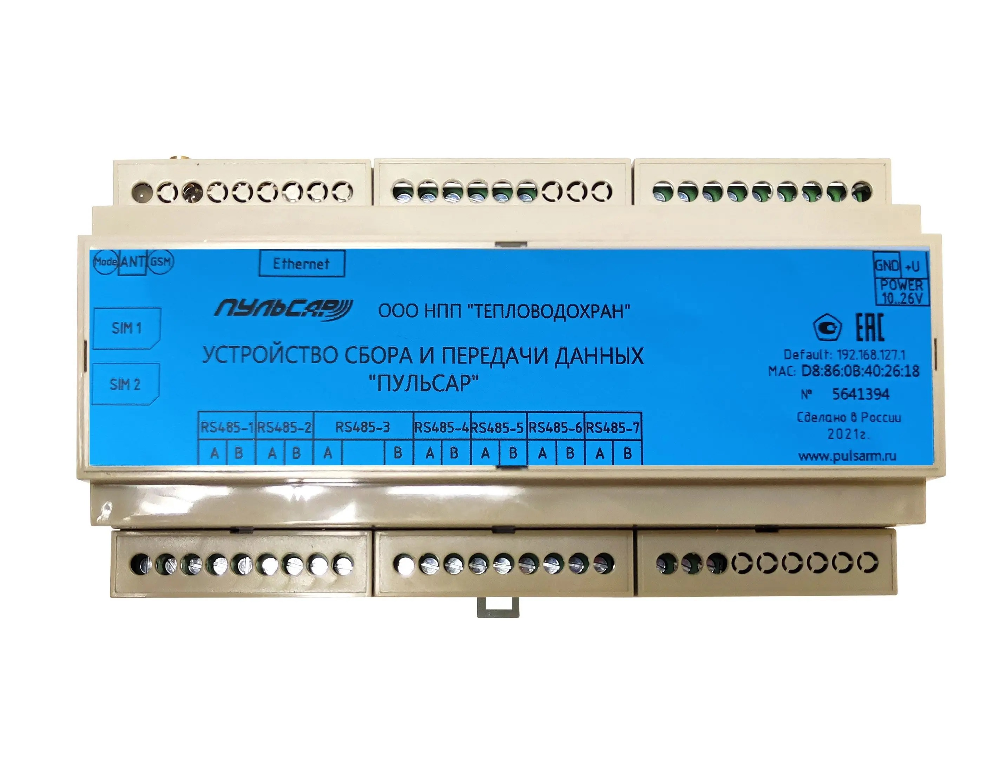 Mode ANT GSM
Ethernet
GND +U
POWER
10..26V
SIM 1
SIM 2
ПУЛЬСАР ООО НПП "ТЕПЛОВОДОХРАН"
УСТРОЙСТВО СБОРА И ПЕРЕДАЧИ ДАННЫХ
"ПУЛЬСАР"
EAC
Default: 192.168.127.1
MAC: D8:86:0B:40:26:18
№ 5641394
Сделано в России
2021г.
www.pulsarm.ru
RS485-1 RS485-2 RS485-3 RS485-4 RS485-5 RS485-6 RS485-7
A B A B A B A B A B A B A B